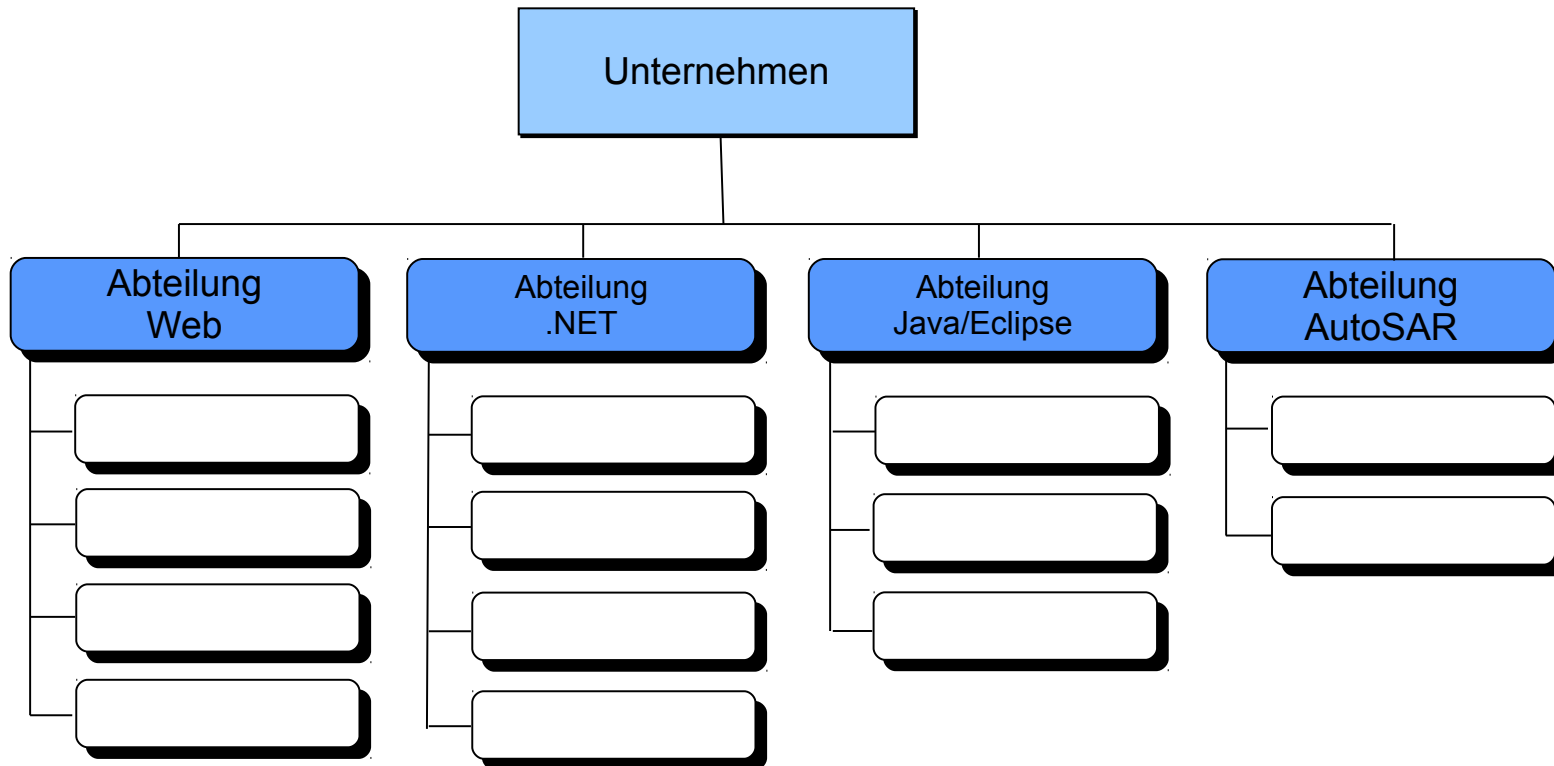 Unternehmen
Abteilung
Web
Abteilung
.NET
Abteilung
Java/Eclipse
Abteilung
AutoSAR